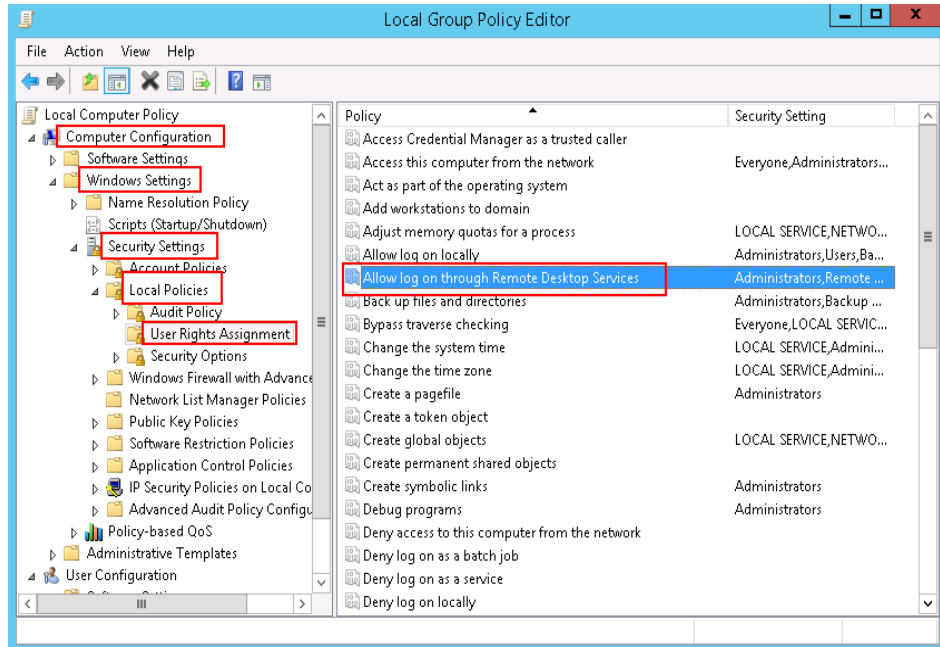 Local Group Policy Editor
File Action View Help
Local Computer Policy
Computer Configuration
Software Settings
Windows Settings
Name Resolution Policy
Scripts (Startup/Shutdown)
Security Settings
Account Policies
Local Policies
Audit Policy
User Rights Assignment
Security Options
Windows Firewall with Advance
Network List Manager Policies
Public Key Policies
Software Restriction Policies
Application Control Policies
IP Security Policies on Local Co
Advanced Audit Policy Configu
Policy-based QoS
Administrative Templates
User Configuration
Policy Security Setting
Access Credential Manager as a trusted caller
Access this computer from the network Everyone,Administrators...
Act as part of the operating system
Add workstations to domain
Adjust memory quotas for a process LOCAL SERVICE,NETWO...
Allow log on locally Administrators,Users,Ba...
Allow log on through Remote Desktop Services Administrators,Remote ...
Back up files and directories Administrators,Backup ...
Bypass traverse checking Everyone,LOCAL SERVIC...
Change the system time LOCAL SERVICE,Admini...
Change the time zone LOCAL SERVICE,Admini...
Create a pagefile Administrators
Create a token object
Create global objects LOCAL SERVICE,NETWO...
Create permanent shared objects
Create symbolic links Administrators
Debug programs Administrators
Deny access to this computer from the network
Deny log on as a batch job
Deny log on as a service
Deny log on locally